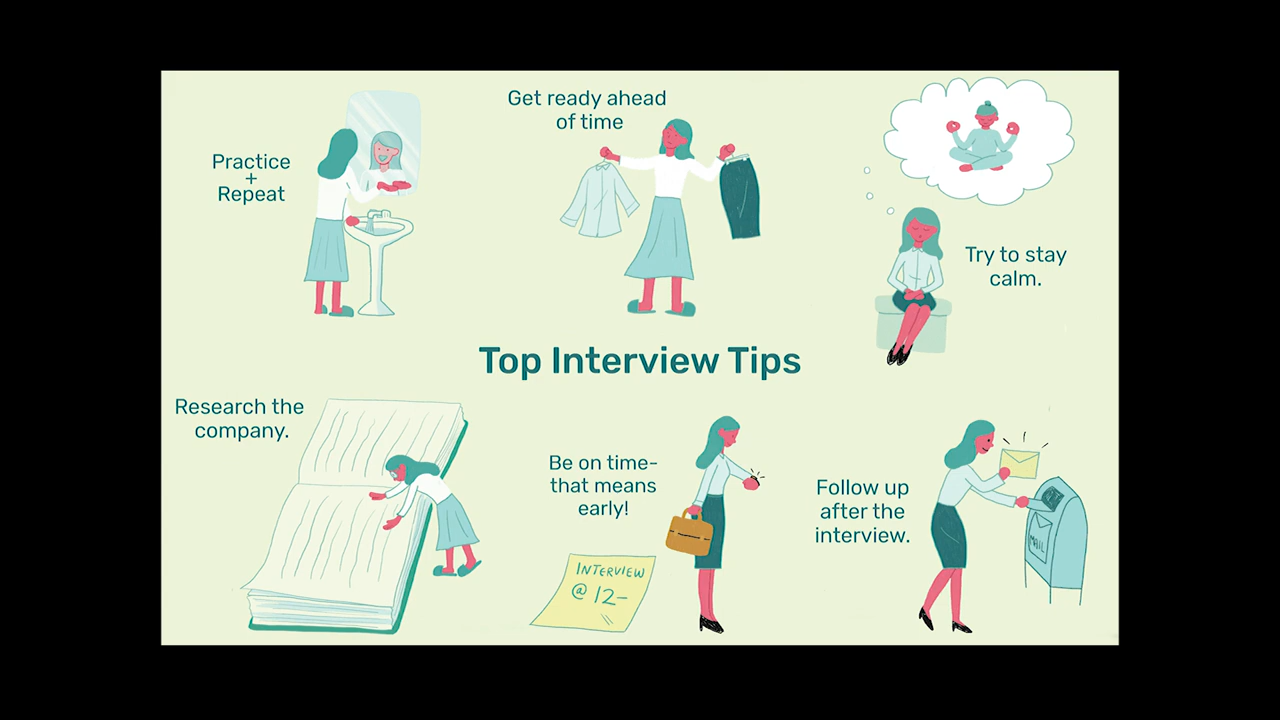 Practice
+
Repeat
Get ready ahead
of time
Try to stay
calm.
Top Interview Tips
Research the
company.
Be on time-
that means
early!
INTERVIEW
@ 12-
Follow up
after the
interview.
MAIL